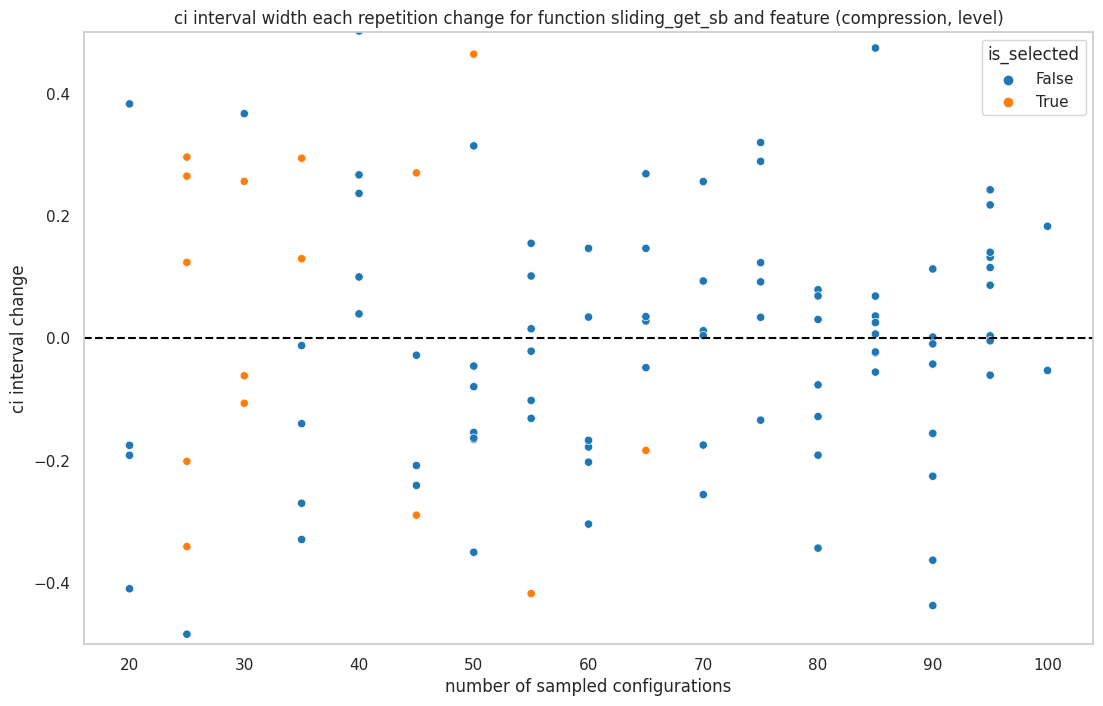 ci interval width each repetition change for function sliding_get_sb and feature (compression, level)
is_selected
False
True
0.4
0.2
0.0
−0.2
−0.4
ci interval change
20 30 40 50 60 70 80 90 100
number of sampled configurations